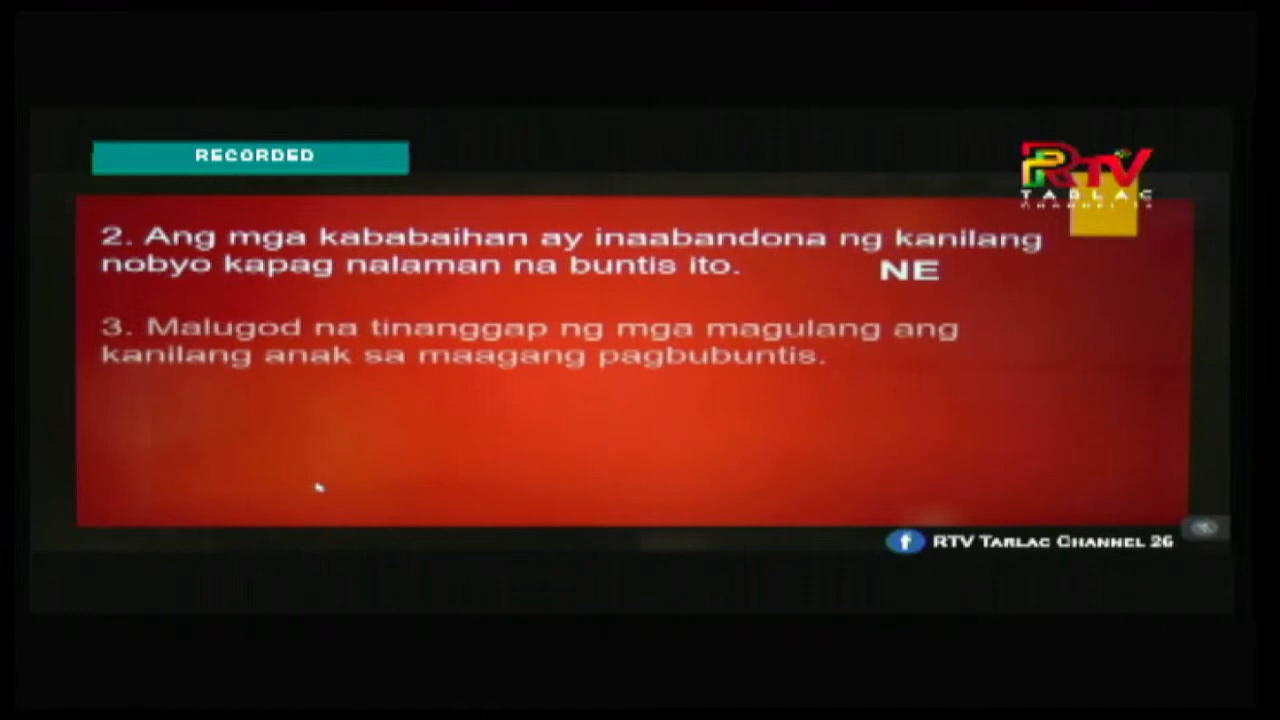 RECORDED
RTV
TARLAC
2. Ang mga kababaihan ay inaabandona ng kanilang
nobyo kapag nalaman na buntis ito.
NE
3. Malugod na tinanggap ng mga magulang ang
kanilang anak sa maagang pagbubuntis.
RTV TARLAC CHANNEL 26